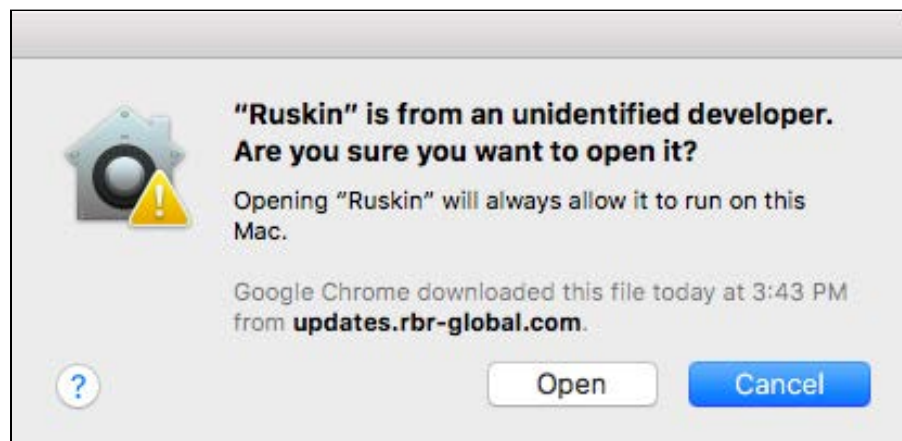 “Ruskin” is from an unidentified developer.
Are you sure you want to open it?
Opening “Ruskin” will always allow it to run on this
Mac.
Google Chrome downloaded this file today at 3:43 PM
from updates.rbr-global.com.
?
Open
Cancel